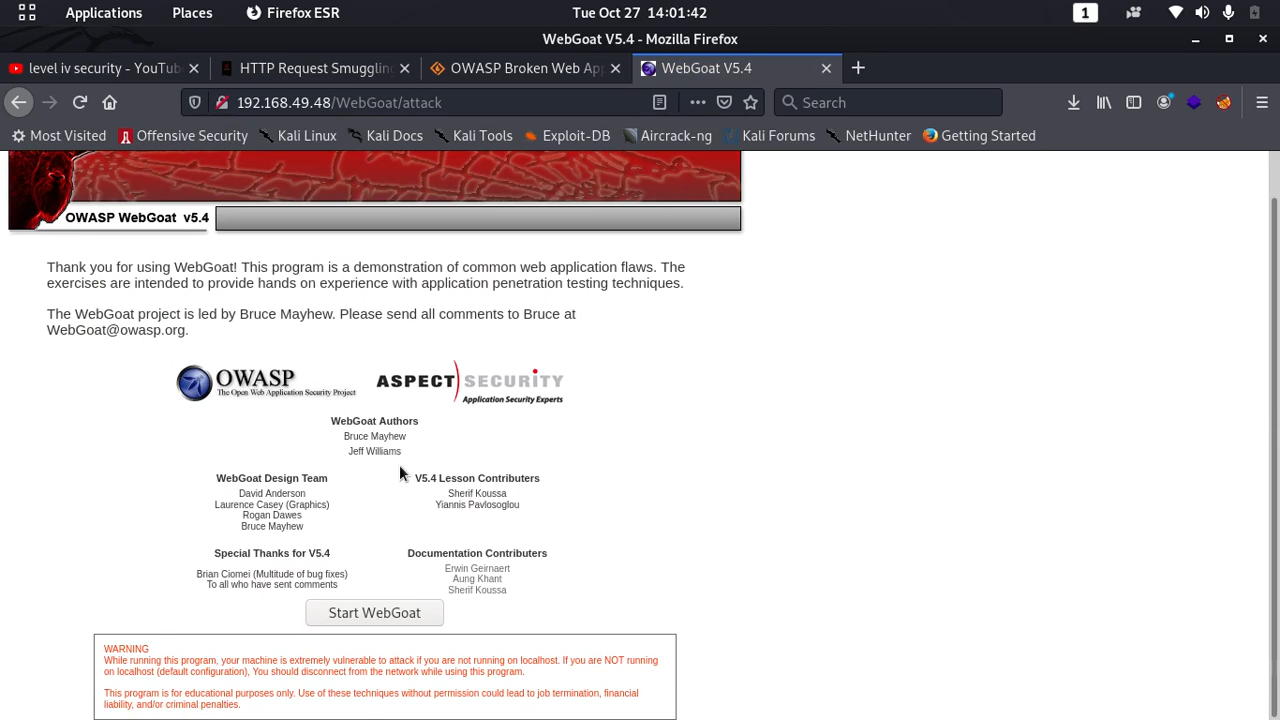 Applications Places Firefox ESR Tue Oct 27 14:01:42 1
WebGoat V5.4 - Mozilla Firefox
level iv security - YouTub HTTP Request Smuggling OWASP Broken Web App WebGoat V5.4
192.168.49.48/WebGoat/attack Search
Most Visited Offensive Security Kali Linux Kali Docs Kali Tools Exploit-DB Aircrack-ng Kali Forums NetHunter Getting Started
OWASP WebGoat v5.4
Thank you for using WebGoat! This program is a demonstration of common web application flaws. The
exercises are intended to provide hands on experience with application penetration testing techniques.
The WebGoat project is led by Bruce Mayhew. Please send all comments to Bruce at
WebGoat@owasp.org.
OWASP
The Open Web Application Security Project
ASPECT SECURITY
Application Security Experts
WebGoat Authors
Bruce Mayhew
Jeff Williams
WebGoat Design Team
David Anderson
Laurence Casey (Graphics)
Rogan Dawes
Bruce Mayhew
V5.4 Lesson Contributers
Sherif Koussa
Yiannis Pavlosoglou
Special Thanks for V5.4
Brian Ciomei (Multitude of bug fixes)
To all who have sent comments
Documentation Contributers
Erwin Geirnaert
Aung Khant
Sherif Koussa
Start WebGoat
WARNING
While running this program, your machine is extremely vulnerable to attack if you are not running on localhost. If you are NOT running
on localhost (default configuration), You should disconnect from the network while using this program.
This program is for educational purposes only. Use of these techniques without permission could lead to job termination, financial
liability, and/or criminal penalties.